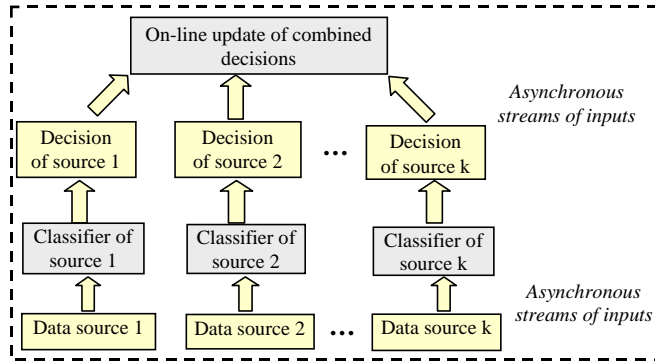 On-line update of combined
decisions
Asynchronous
streams of inputs
Decision
of source 1
Decision
of source 2
...
Decision
of source k
Classifier of
source 1
Classifier of
source 2
Classifier of
source k
Asynchronous
streams of inputs
Data source 1
Data source 2
...
Data source k